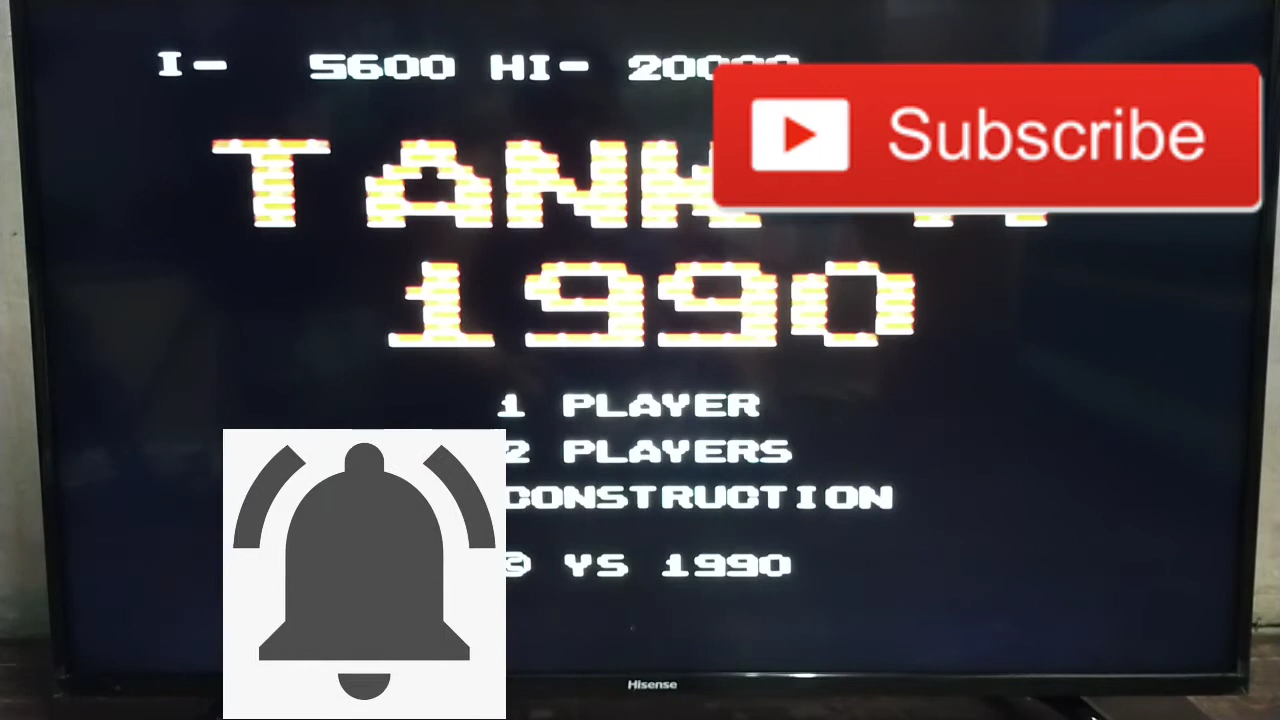 I- 5600 HI- 20000
Subscribe
TANK A
1990
1 PLAYER
2 PLAYERS
CONSTRUCTION
© YS 1990
Hisense